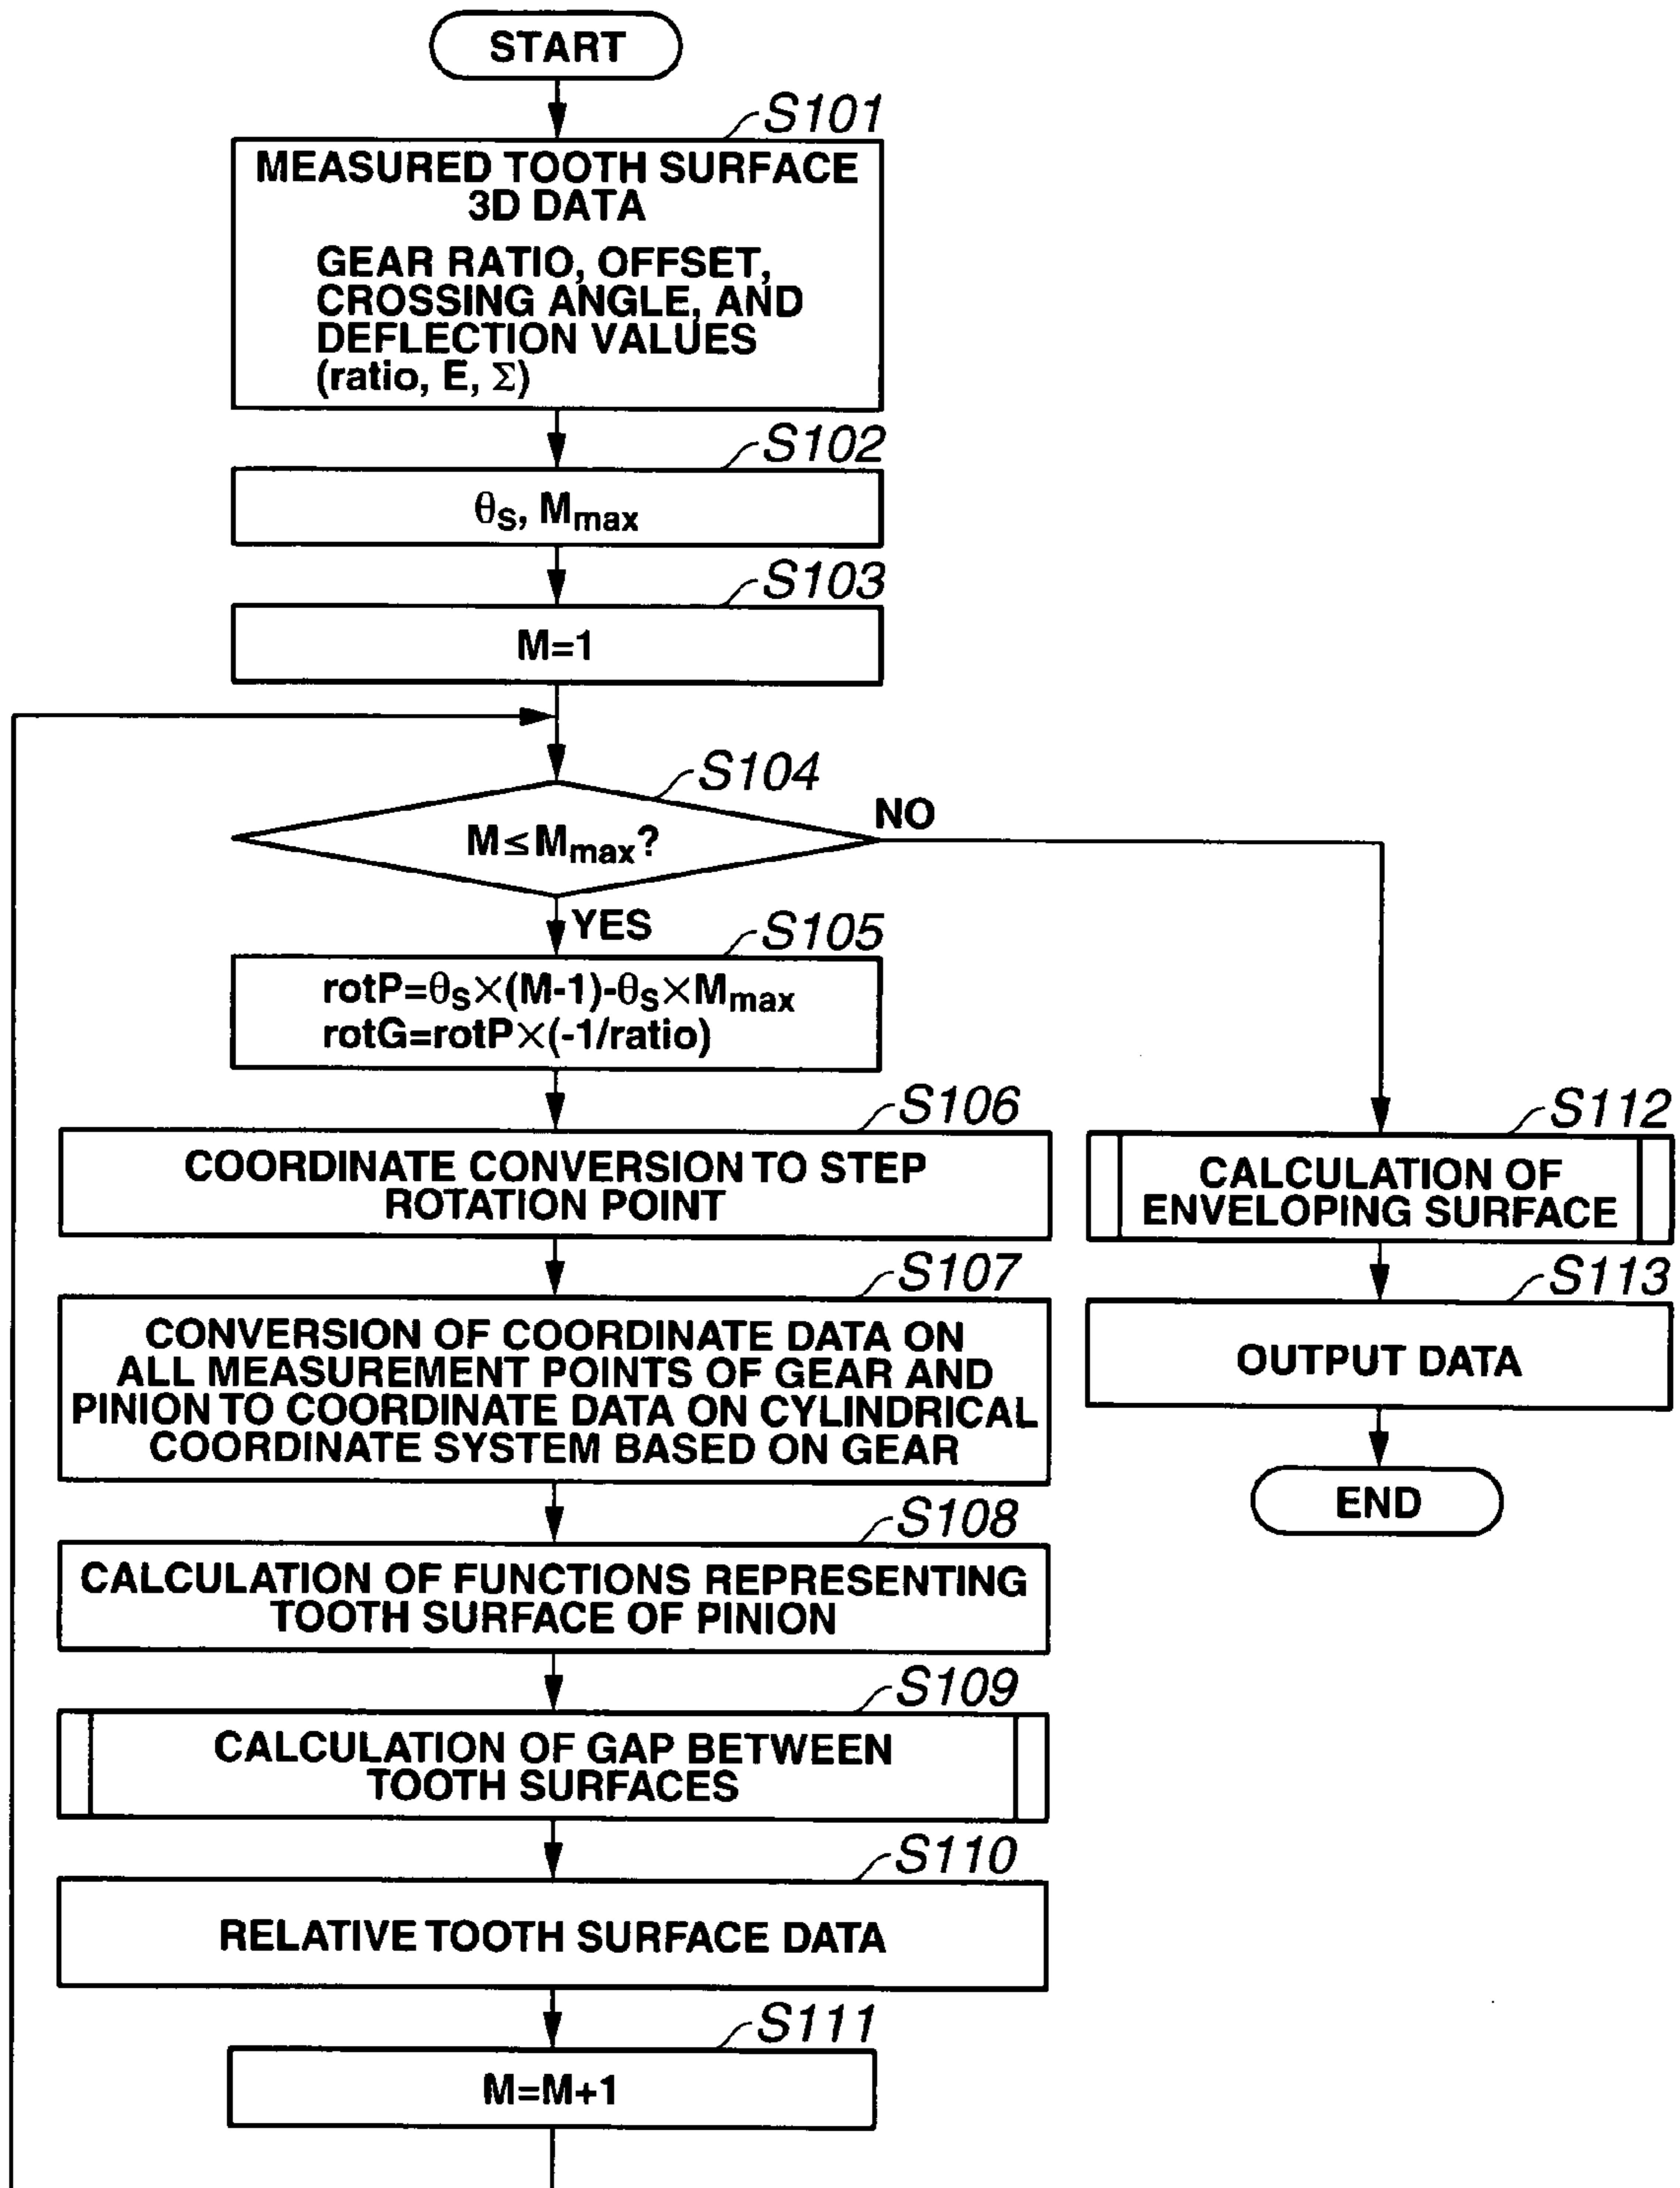 START
S101
MEASURED TOOTH SURFACE
3D DATA
GEAR RATIO, OFFSET,
CROSSING ANGLE, AND
DEFLECTION VALUES
(ratio, E, Σ)
S102
θS, Mmax
S103
M=1
S104
M≤Mmax?
NO
YES
S105
rotP=θS×(M-1)-θS×Mmax
rotG=rotP×(-1/ratio)
S106
COORDINATE CONVERSION TO STEP
ROTATION POINT
S107
CONVERSION OF COORDINATE DATA ON
ALL MEASUREMENT POINTS OF GEAR AND
PINION TO COORDINATE DATA ON CYLINDRICAL
COORDINATE SYSTEM BASED ON GEAR
S108
CALCULATION OF FUNCTIONS REPRESENTING
TOOTH SURFACE OF PINION
S109
CALCULATION OF GAP BETWEEN
TOOTH SURFACES
S110
RELATIVE TOOTH SURFACE DATA
S111
M=M+1
S112
CALCULATION OF
ENVELOPING SURFACE
S113
OUTPUT DATA
END